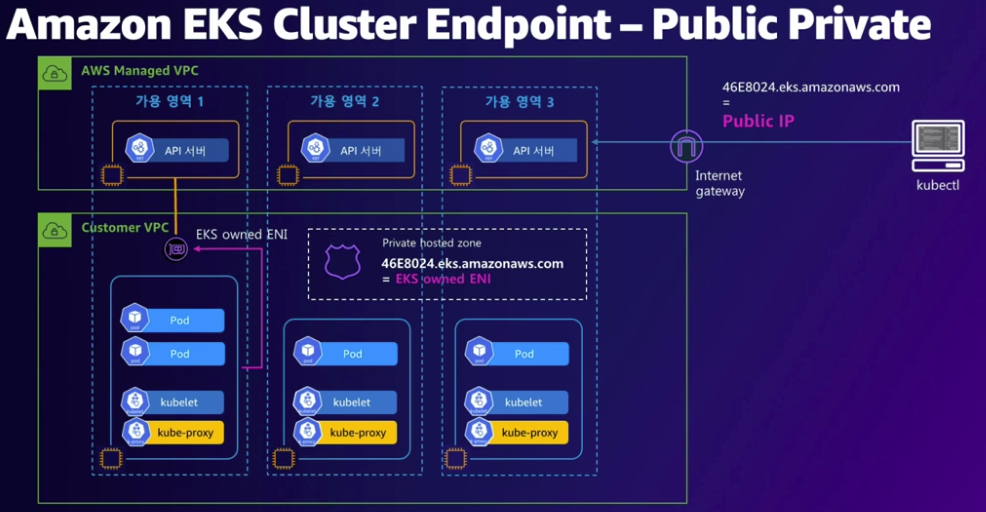 Amazon EKS Cluster Endpoint – Public Private
AWS Managed VPC
가용 영역 1
가용 영역 2
가용 영역 3
API 서버
API 서버
API 서버
46E8024.eks.amazonaws.com
=
Public IP
Internet
gateway
kubectl
Customer VPC
EKS owned ENI
Private hosted zone
46E8024.eks.amazonaws.com
= EKS owned ENI
Pod
Pod
kubelet
kube-proxy
Pod
kubelet
kube-proxy
Pod
kubelet
kube-proxy